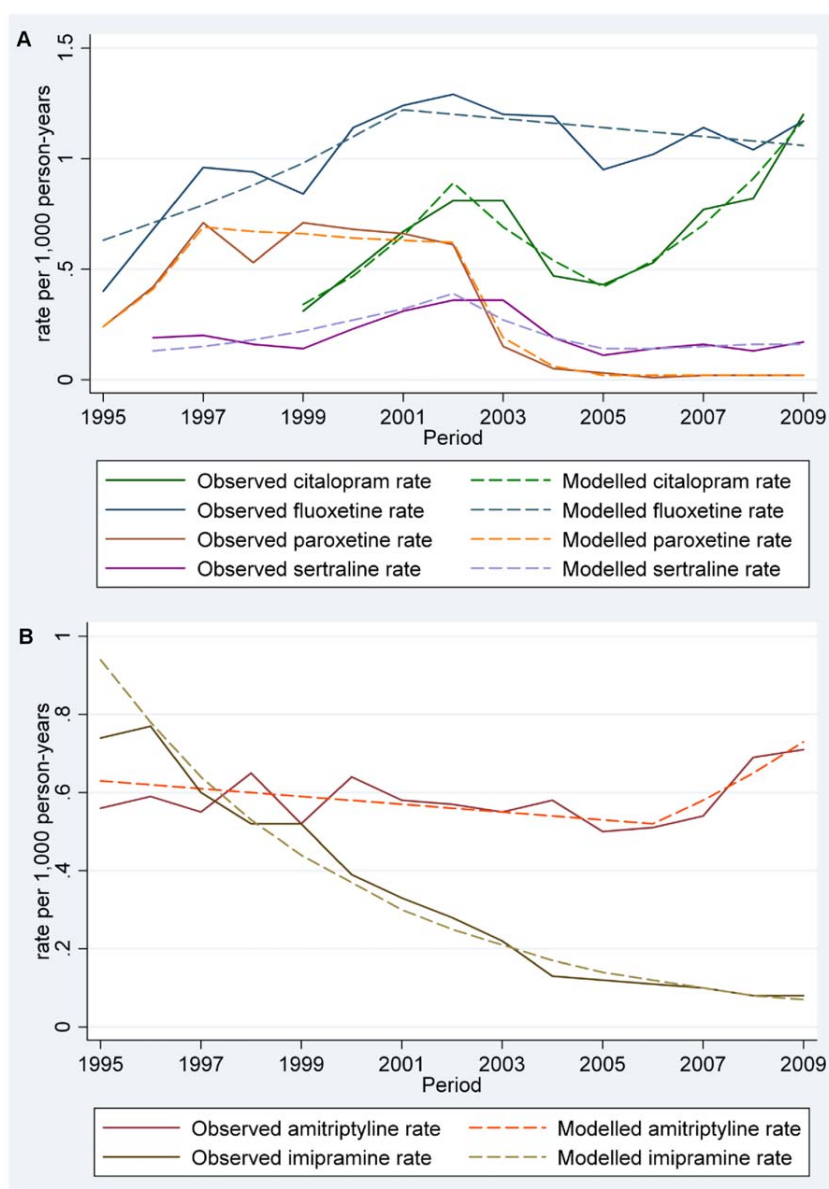 A
rate per 1,000 person-years
1.5
1
.5
0
1995 1997 1999 2001 2003 2005 2007 2009
Period
Observed citalopram rate Modelled citalopram rate
Observed fluoxetine rate Modelled fluoxetine rate
Observed paroxetine rate Modelled paroxetine rate
Observed sertraline rate Modelled sertraline rate
B
rate per 1,000 person-years
1
.8
.6
.4
.2
0
1995 1997 1999 2001 2003 2005 2007 2009
Period
Observed amitriptyline rate Modelled amitriptyline rate
Observed imipramine rate Modelled imipramine rate